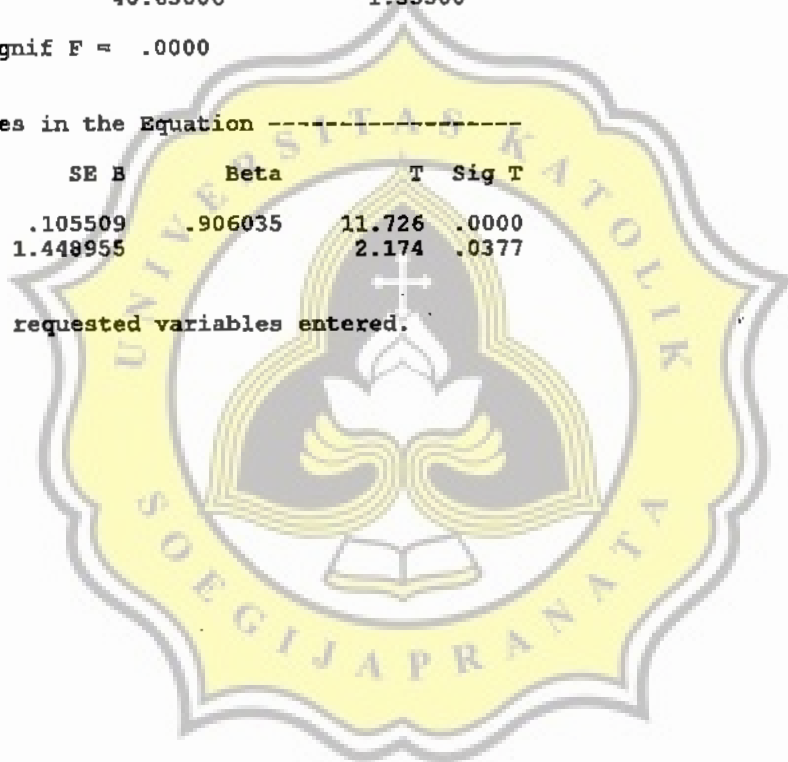 gnif F = .0000
es in the Equation ------------------
SE B Beta T Sig T
.105509 .906035 11.726 .0000
1.448955 2.174 .0377
requested variables entered.
UNIVERSITAS KATOLIK
SOEGIJAPRANATA